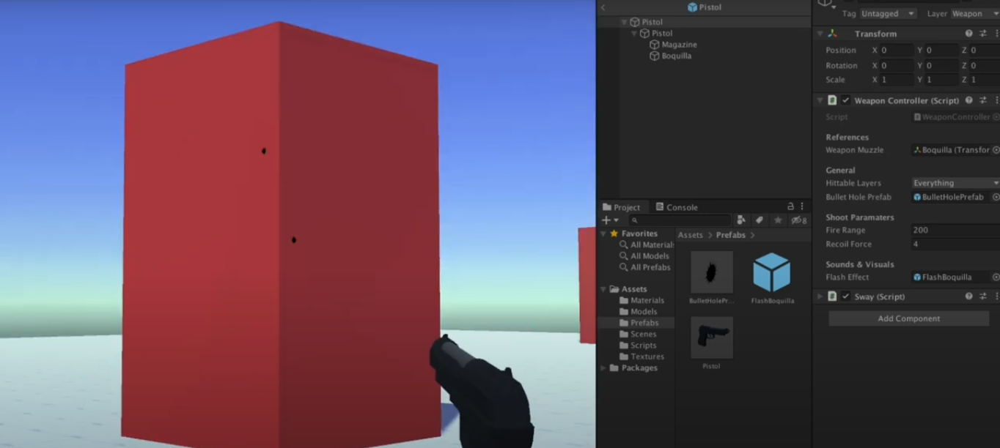 Pistol
Pistol
Pistol
Magazine
Boquilla
Tag Untagged Layer Weapon
Transform
Position X 0 Y 0 Z 0
Rotation X 0 Y 0 Z 0
Scale X 1 Y 1 Z 1
Weapon Controller (Script)
Script WeaponController
References
Weapon Muzzle Boquilla (Transfor
General
Hittable Layers Everything
Bullet Hole Prefab BulletHolePrefab
Shoot Paramaters
Fire Range 200
Recoil Force 4
Sounds & Visuals
Flash Effect FlashBoquilla
Sway (Script)
Add Component
Project Console
8
Favorites
All Materials
All Models
All Prefabs
Assets
Materials
Models
Prefabs
Scenes
Scripts
Textures
Packages
Assets > Prefabs >
BulletHolePr... FlashBoquilla
Pistol